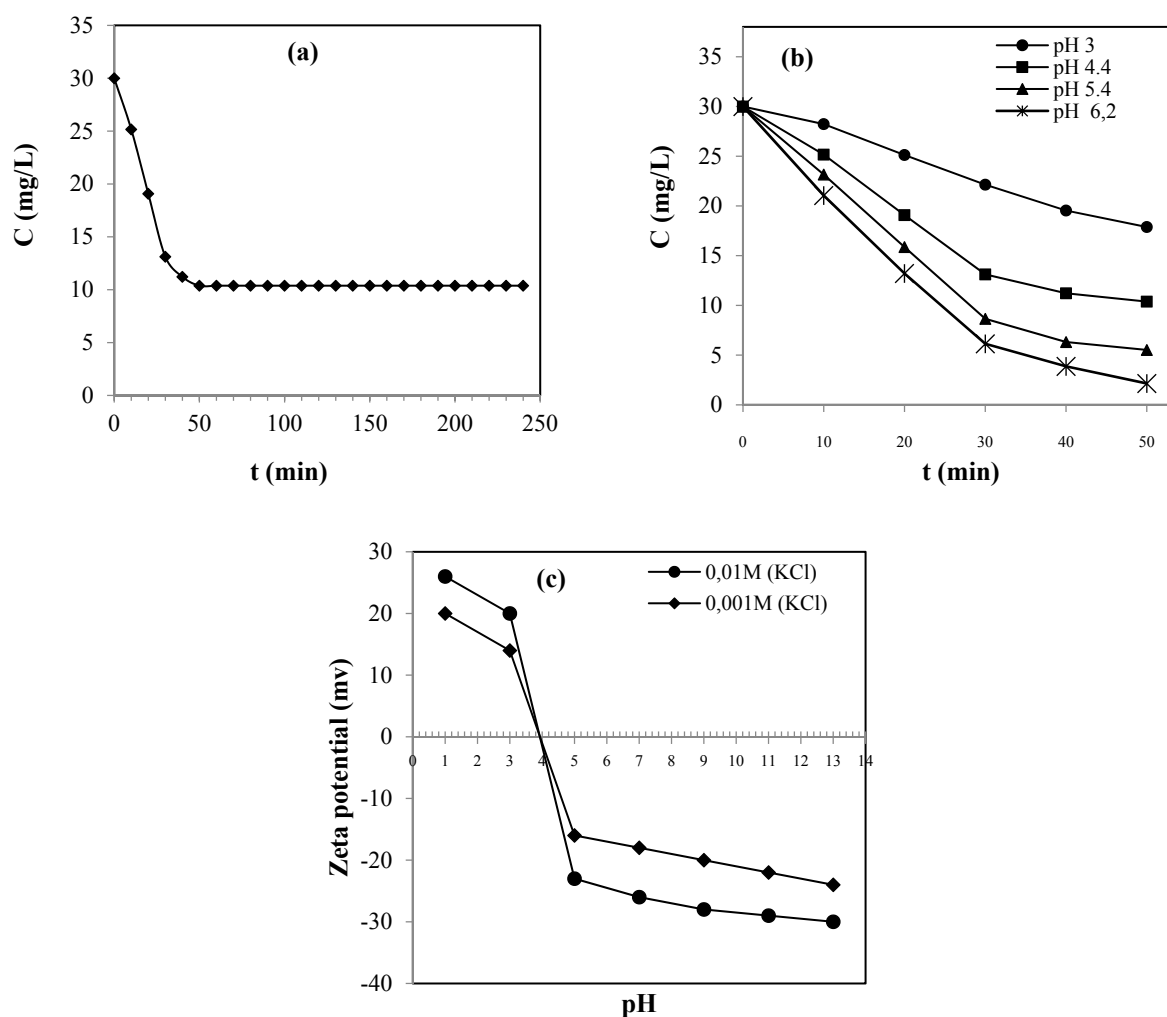 (a)
C (mg/L)
35
30
25
20
15
10
5
0
0 50 100 150 200 250
t (min)
(b)
pH 3
pH 4.4
pH 5.4
pH 6,2
C (mg/L)
35
30
25
20
15
10
5
0
0 10 20 30 40 50
t (min)
(c)
0,01M (KCl)
0,001M (KCl)
Zeta potential (mv)
30
20
10
0
-10
-20
-30
-40
0 1 2 3 4 5 6 7 8 9 10 11 12 13 14
pH